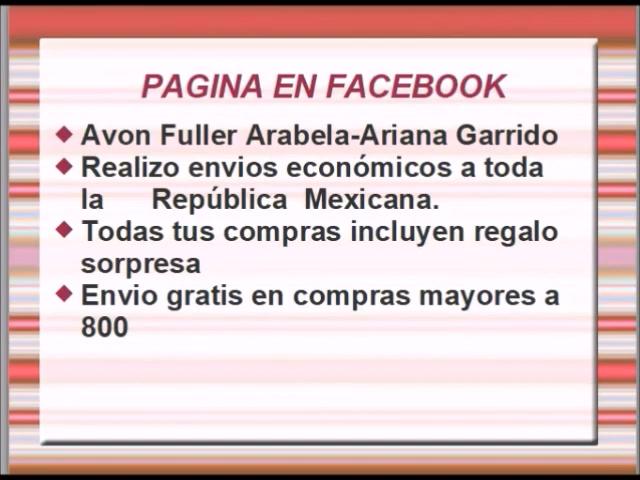 PAGINA EN FACEBOOK
Avon Fuller Arabela-Ariana Garrido
Realizo envios económicos a toda
la República Mexicana.
Todas tus compras incluyen regalo
sorpresa
Envio gratis en compras mayores a
800